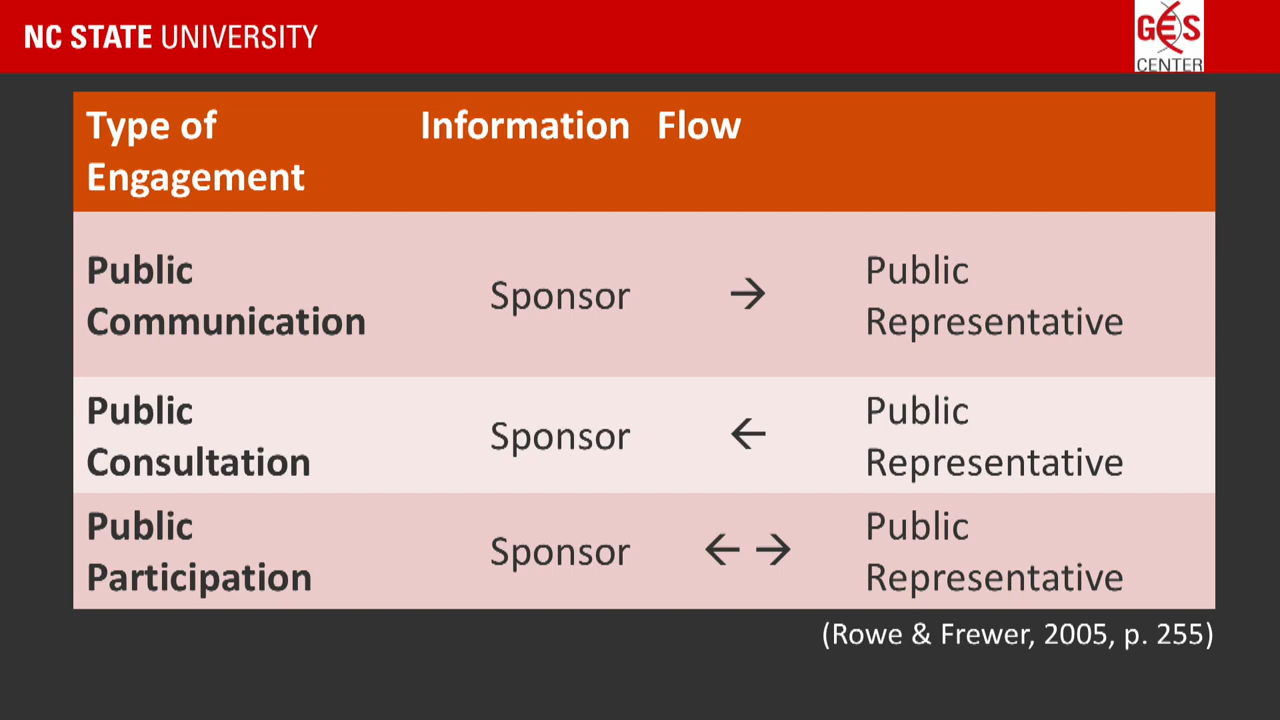 NC STATE UNIVERSITY
GES
CENTER
Type of
Engagement
Information Flow
Public
Communication
Sponsor
→
Public
Representative
Public
Consultation
Sponsor
←
Public
Representative
Public
Participation
Sponsor
← →
Public
Representative
(Rowe & Frewer, 2005, p. 255)